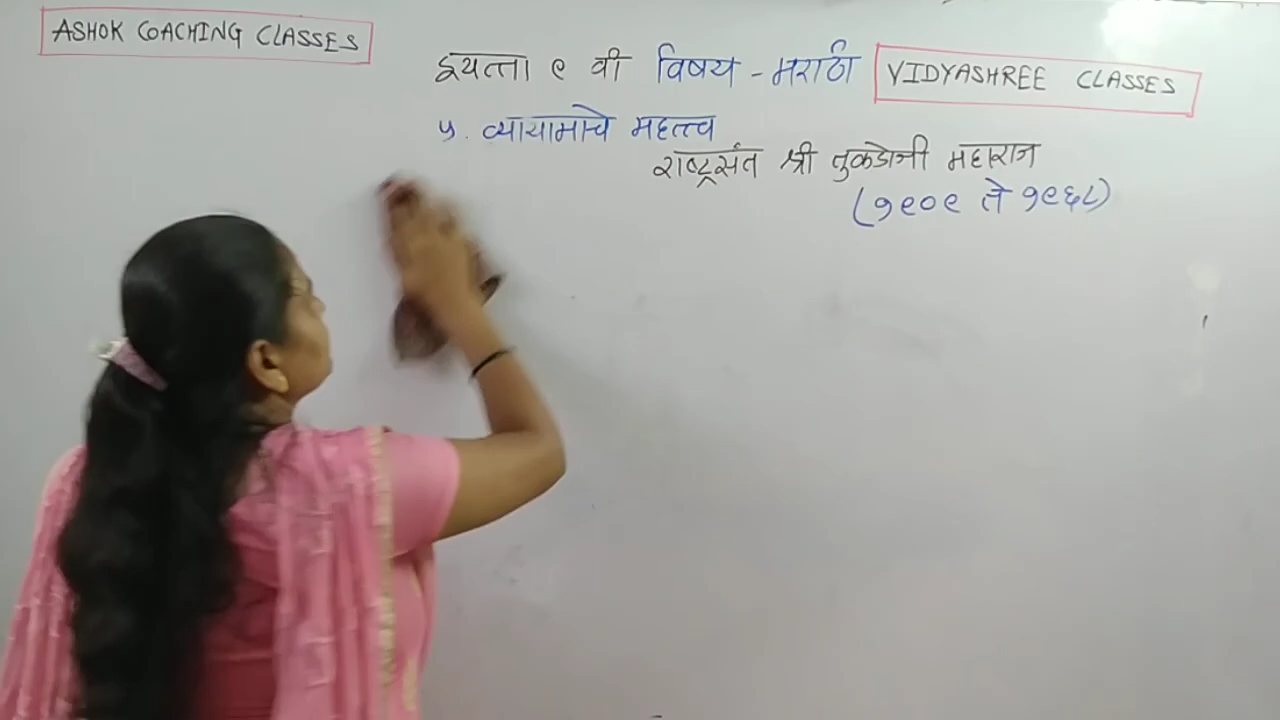 ASHOK COACHING CLASSES
इयत्ता ९ वी विषय - मराठी
VIDYASHREE CLASSES
५. व्यायामाचे महत्त्व
राष्ट्रसंत श्री तुकडोजी महाराज
(१९०९ ते १९६८)